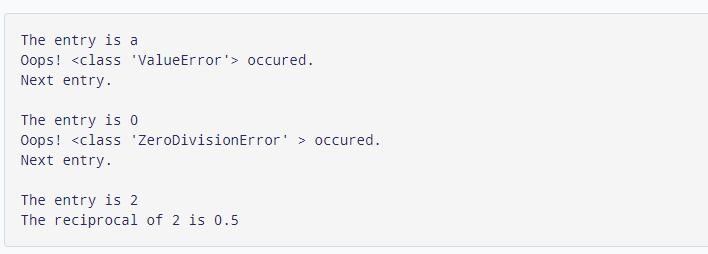 The entry is a
Oops! <class 'ValueError'> occured.
Next entry.

The entry is 0
Oops! <class 'ZeroDivisionError' > occured.
Next entry.

The entry is 2
The reciprocal of 2 is 0.5